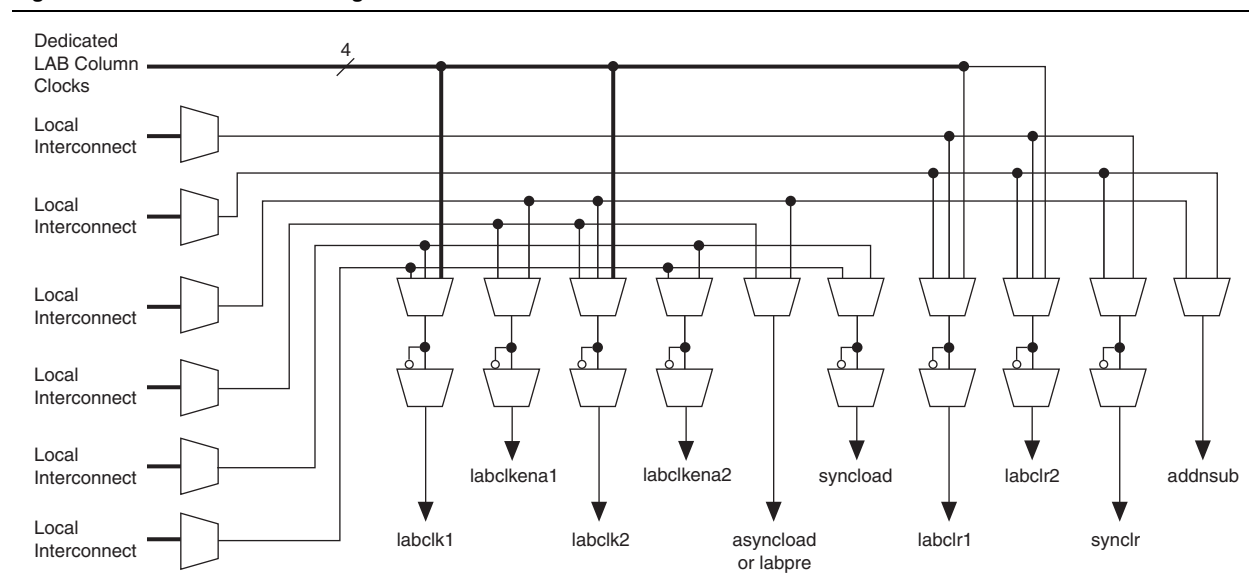 Dedicated
LAB Column
Clocks
4
Local
Interconnect
Local
Interconnect
Local
Interconnect
Local
Interconnect
Local
Interconnect
Local
Interconnect
labclkena1
labclkena2
syncload
labclr2
addnsub
labclk1
labclk2
asyncload
or labpre
labclr1
synclr